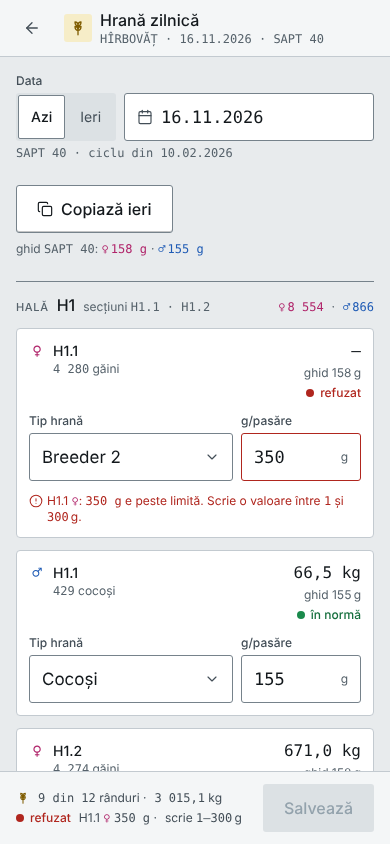 Hrană zilnică
HÎRBOVĂȚ · 16.11.2026 · SAPT 40
Data
Azi Ieri 16.11.2026
SAPT 40 · ciclu din 10.02.2026
Copiază ieri
ghid SAPT 40: ♀158 g · ♂155 g
HALĂ H1 secțiuni H1.1 · H1.2 ♀8 554 · ♂866
♀ H1.1 —
4 280 găini ghid 158 g
refuzat
Tip hrană g/pasăre
Breeder 2 350 g
H1.1 ♀: 350 g e peste limită. Scrie o valoare între 1 și
300 g.
♂ H1.1 66,5 kg
429 cocoși ghid 155 g
în normă
Tip hrană g/pasăre
Cocoși 155 g
♀ H1.2 671,0 kg
4 274 găini ghid 158 g
9 din 12 rânduri · 3 015,1 kg
refuzat H1.1 ♀ 350 g · scrie 1–300 g
Salvează